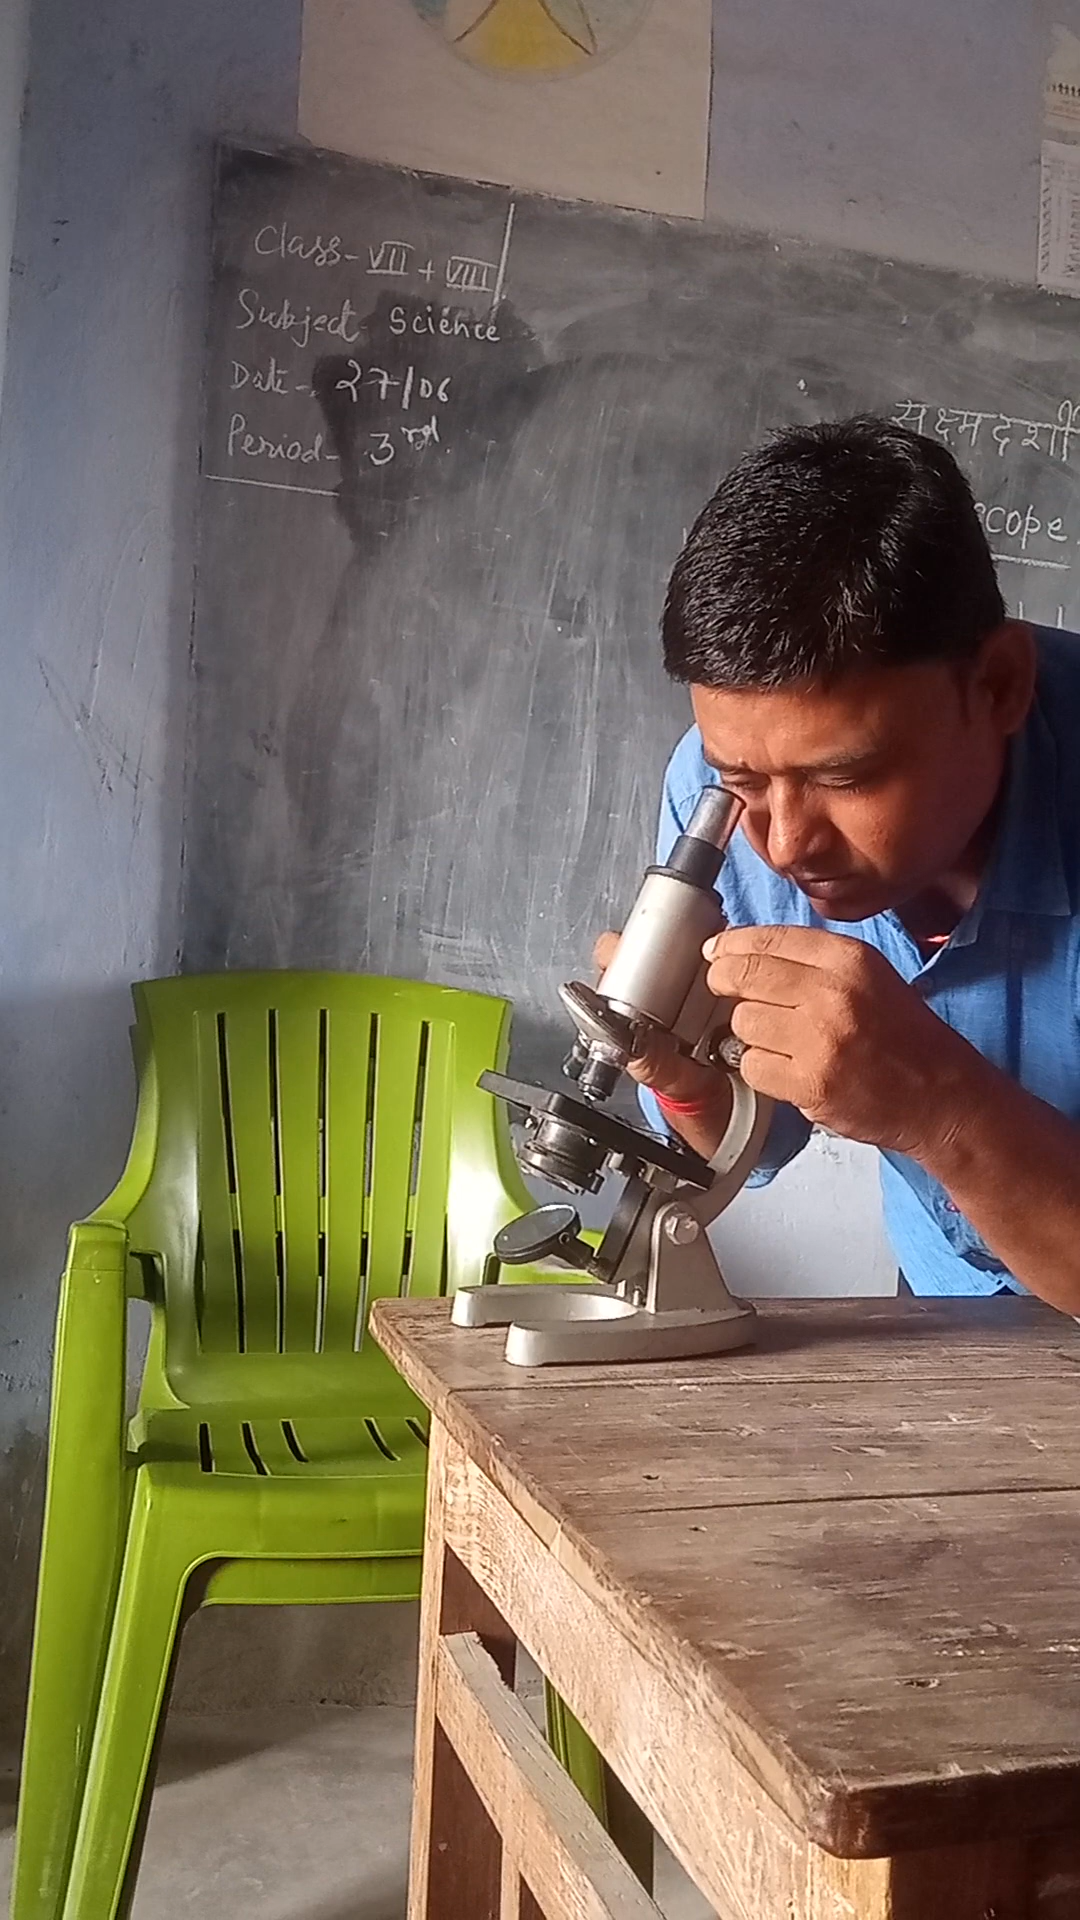 Class- VII + VIII
Subject- Science
Date- 27/06
Period- 3rd.
सूक्ष्मदर्शी
scope